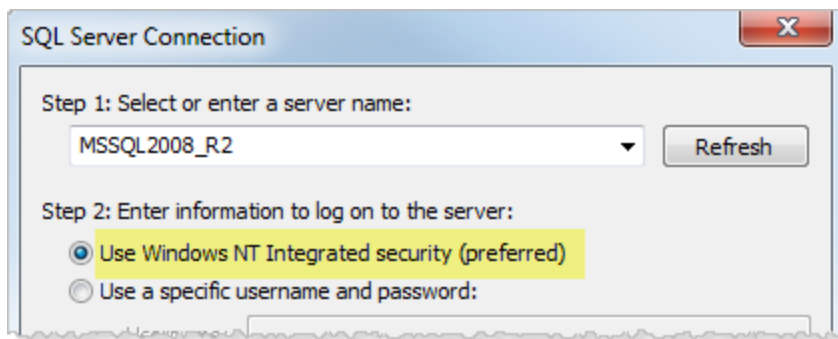 SQL Server Connection
Step 1: Select or enter a server name:
MSSQL2008_R2
Refresh
Step 2: Enter information to log on to the server:
Use Windows NT Integrated security (preferred)
Use a specific username and password: